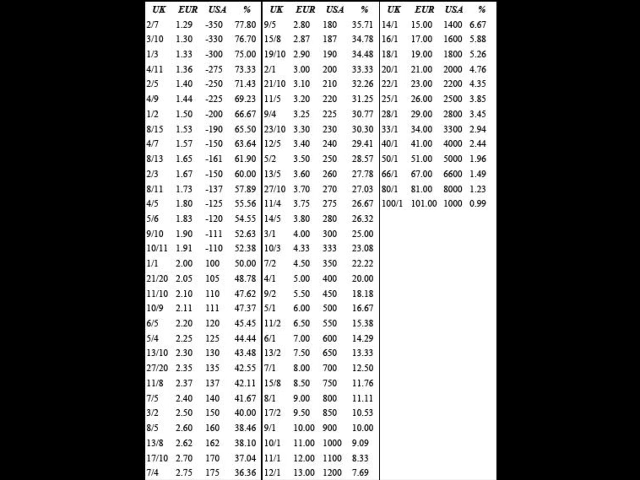 UK EUR USA % UK EUR USA % UK EUR USA %
2/7 1.29 -350 77.80 9/5 2.80 180 35.71 14/1 15.00 1400 6.67
3/10 1.30 -330 76.70 15/8 2.87 187 34.78 16/1 17.00 1600 5.88
1/3 1.33 -300 75.00 19/10 2.90 190 34.48 18/1 19.00 1800 5.26
4/11 1.36 -275 73.33 2/1 3.00 200 33.33 20/1 21.00 2000 4.76
2/5 1.40 -250 71.43 21/10 3.10 210 32.26 22/1 23.00 2200 4.35
4/9 1.44 -225 69.23 11/5 3.20 220 31.25 25/1 26.00 2500 3.85
1/2 1.50 -200 66.67 9/4 3.25 225 30.77 28/1 29.00 2800 3.45
8/15 1.53 -190 65.50 23/10 3.30 230 30.30 33/1 34.00 3300 2.94
4/7 1.57 -150 63.64 12/5 3.40 240 29.41 40/1 41.00 4000 2.44
8/13 1.65 -161 61.90 5/2 3.50 250 28.57 50/1 51.00 5000 1.96
2/3 1.67 -150 60.00 13/5 3.60 260 27.78 66/1 67.00 6600 1.49
8/11 1.73 -137 57.89 27/10 3.70 270 27.03 80/1 81.00 8000 1.23
4/5 1.80 -125 55.56 11/4 3.75 275 26.67 100/1 101.00 1000 0.99
5/6 1.83 -120 54.55 14/5 3.80 280 26.32
9/10 1.90 -111 52.63 3/1 4.00 300 25.00
10/11 1.91 -110 52.38 10/3 4.33 333 23.08
1/1 2.00 100 50.00 7/2 4.50 350 22.22
21/20 2.05 105 48.78 4/1 5.00 400 20.00
11/10 2.10 110 47.62 9/2 5.50 450 18.18
10/9 2.11 111 47.37 5/1 6.00 500 16.67
6/5 2.20 120 45.45 11/2 6.50 550 15.38
5/4 2.25 125 44.44 6/1 7.00 600 14.29
13/10 2.30 130 43.48 13/2 7.50 650 13.33
27/20 2.35 135 42.55 7/1 8.00 700 12.50
11/8 2.37 137 42.11 15/8 8.50 750 11.76
7/5 2.40 140 41.67 8/1 9.00 800 11.11
3/2 2.50 150 40.00 17/2 9.50 850 10.53
8/5 2.60 160 38.46 9/1 10.00 900 10.00
13/8 2.62 162 38.10 10/1 11.00 1000 9.09
17/10 2.70 170 37.04 11/1 12.00 1100 8.33
7/4 2.75 175 36.36 12/1 13.00 1200 7.69